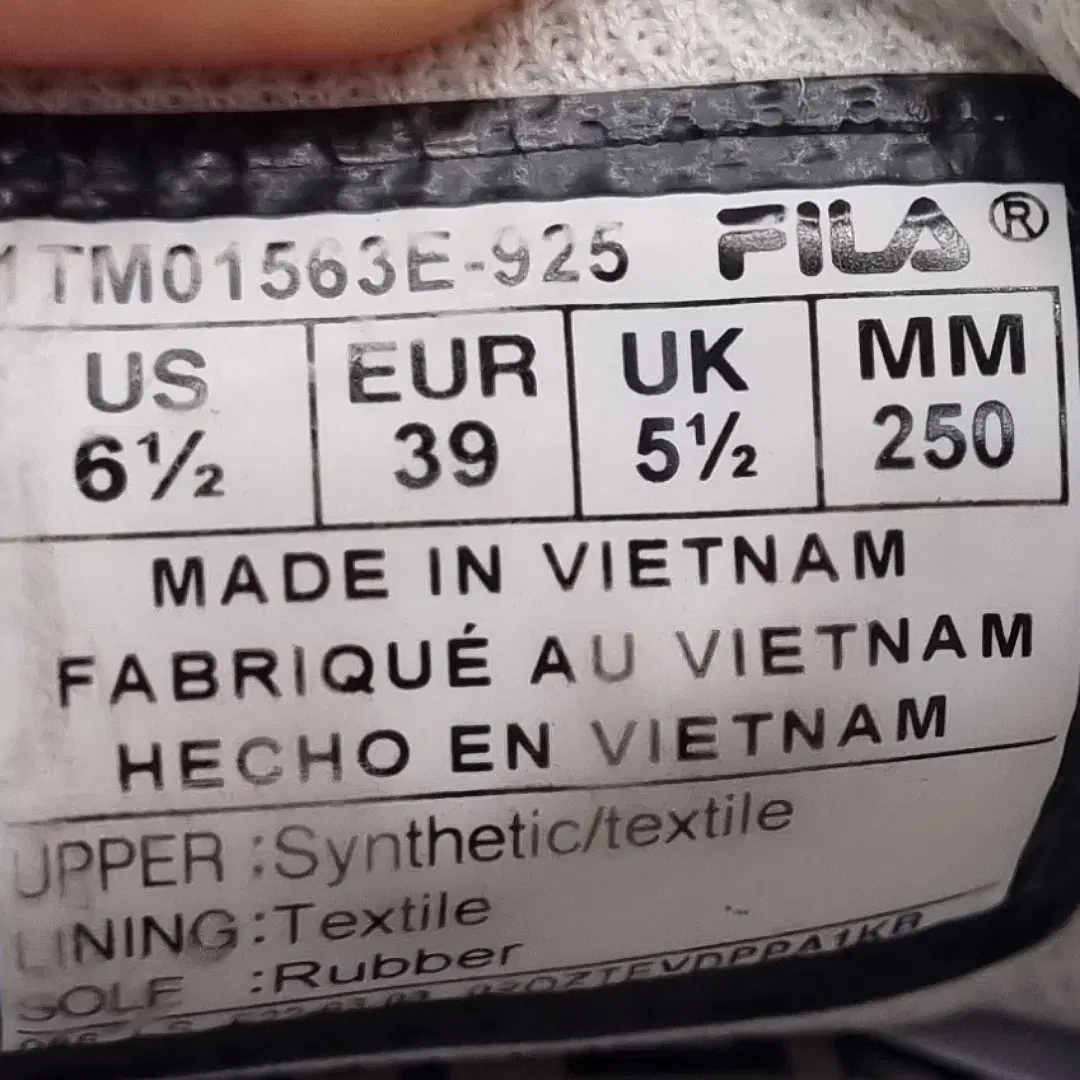 1TM01563E-925 FILA®
US EUR UK MM
6½ 39 5½ 250
MADE IN VIETNAM
FABRIQUÉ AU VIETNAM
HECHO EN VIETNAM
UPPER :Synthetic/textile
LINING:Textile
SOLE :Rubber